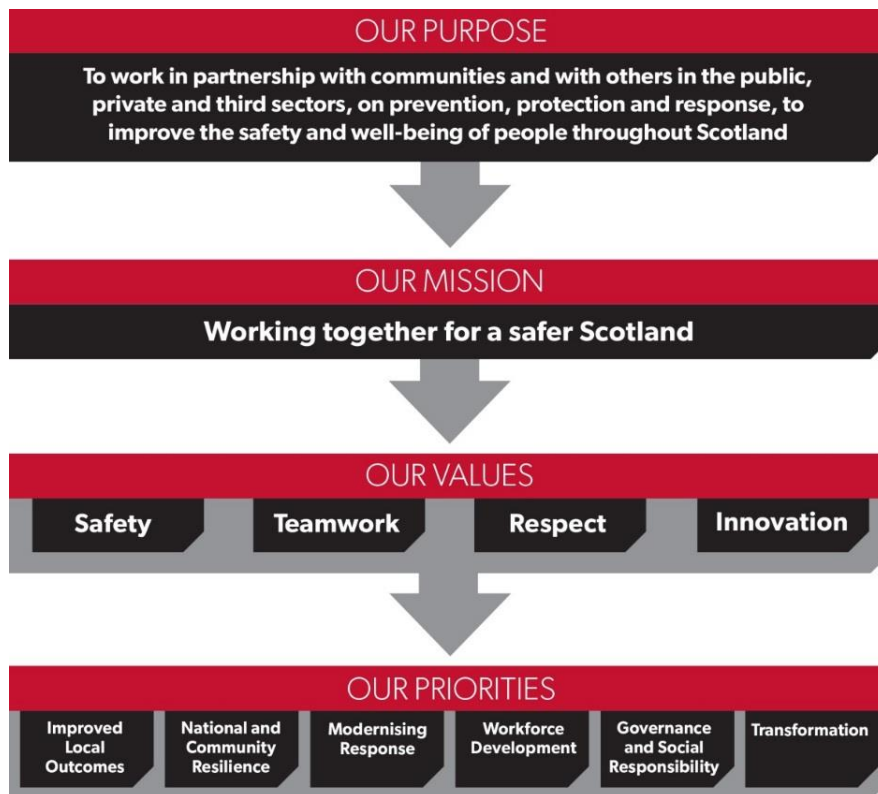 OUR PURPOSE
To work in partnership with communities and with others in the public,
private and third sectors, on prevention, protection and response, to
improve the safety and well-being of people throughout Scotland
OUR MISSION
Working together for a safer Scotland
OUR VALUES
Safety
Teamwork
Respect
Innovation
OUR PRIORITIES
Improved
Local
Outcomes
National and
Community
Resilience
Modernising
Response
Workforce
Development
Governance
and Social
Responsibility
Transformation